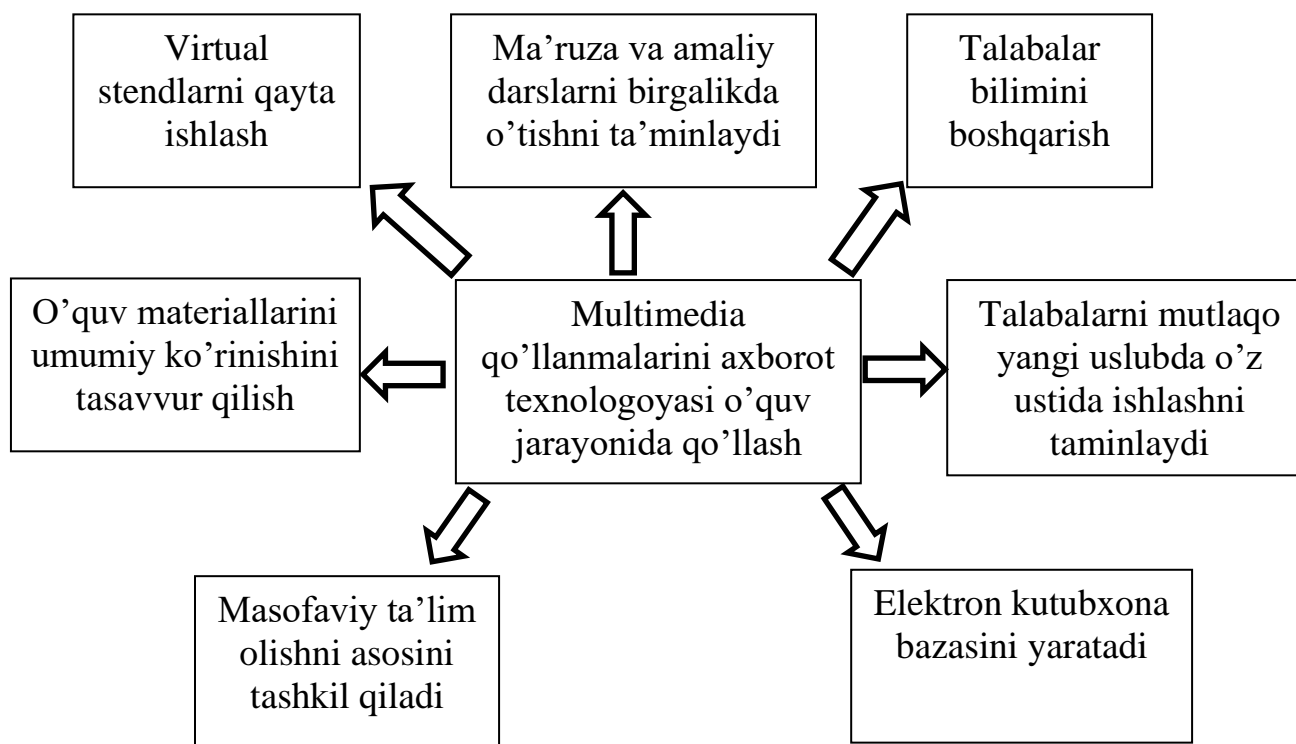 Virtual
stendlarni qayta
ishlash
Ma’ruza va amaliy
darslarni birgalikda
o’tishni ta’minlaydi
Talabalar
bilimini
boshqarish
O’quv materiallarini
umumiy ko’rinishini
tasavvur qilish
Multimedia
qo’llanmalarini axborot
texnologoyasi o’quv
jarayonida qo’llash
Talabalarni mutlaqo
yangi uslubda o’z
ustida ishlashni
taminlaydi
Masofaviy ta’lim
olishni asosini
tashkil qiladi
Elektron kutubxona
bazasini yaratadi